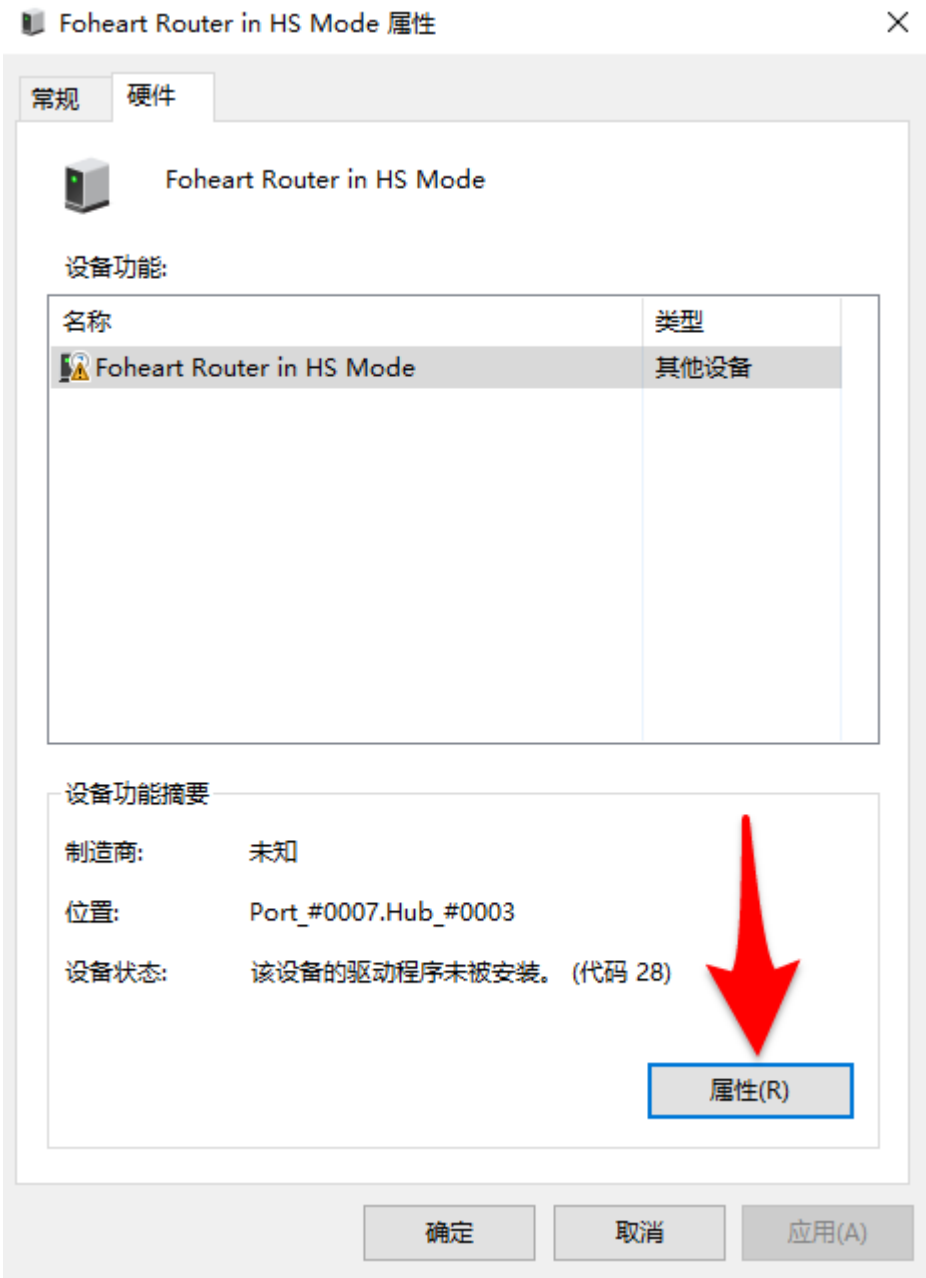 Foheart Router in HS Mode 属性
常规 硬件
Foheart Router in HS Mode
设备功能:
名称 类型
Foheart Router in HS Mode 其他设备
设备功能摘要
制造商: 未知
位置: Port_#0007.Hub_#0003
设备状态: 该设备的驱动程序未被安装。 (代码 28)
属性(R)
确定 取消 应用(A)